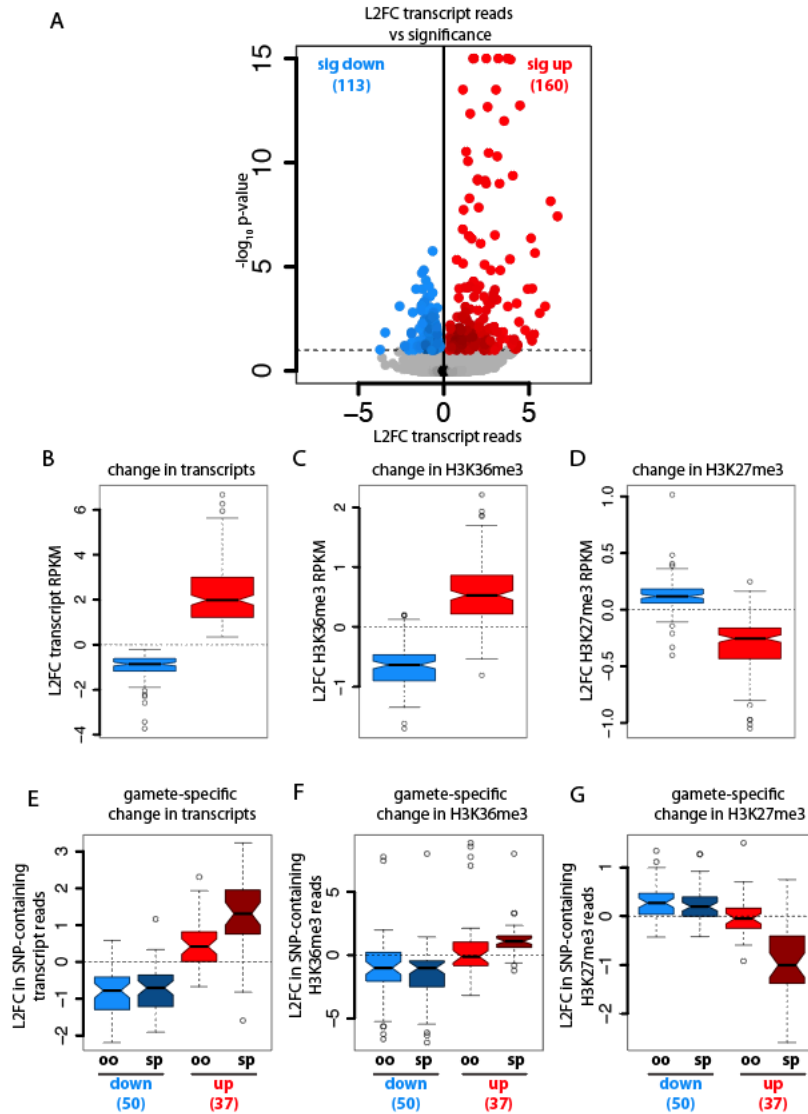 A
L2FC transcript reads
vs significance
sig down
(113)
sig up
(160)
-log10 p-value
15
10
5
0
−5
0
5
L2FC transcript reads
B
change in transcripts
L2FC transcript RPKM
6
4
2
0
−2
−4
C
change in H3K36me3
L2FC H3K36me3 RPKM
2
1
0
−1
D
change in H3K27me3
L2FC H3K27me3 RPKM
1.0
0.5
0.0
−0.5
−1.0
E
gamete-specific
change in transcripts
L2FC in SNP-containing
transcript reads
3
2
1
0
−1
−2
oo
sp
oo
sp
down
(50)
up
(37)
F
gamete-specific
change in H3K36me3
L2FC in SNP-containing
H3K36me3 reads
5
0
−5
oo
sp
oo
sp
down
(50)
up
(37)
G
gamete-specific
change in H3K27me3
L2FC in SNP-containing
H3K27me3 reads
1
0
−1
−2
oo
sp
oo
sp
down
(50)
up
(37)